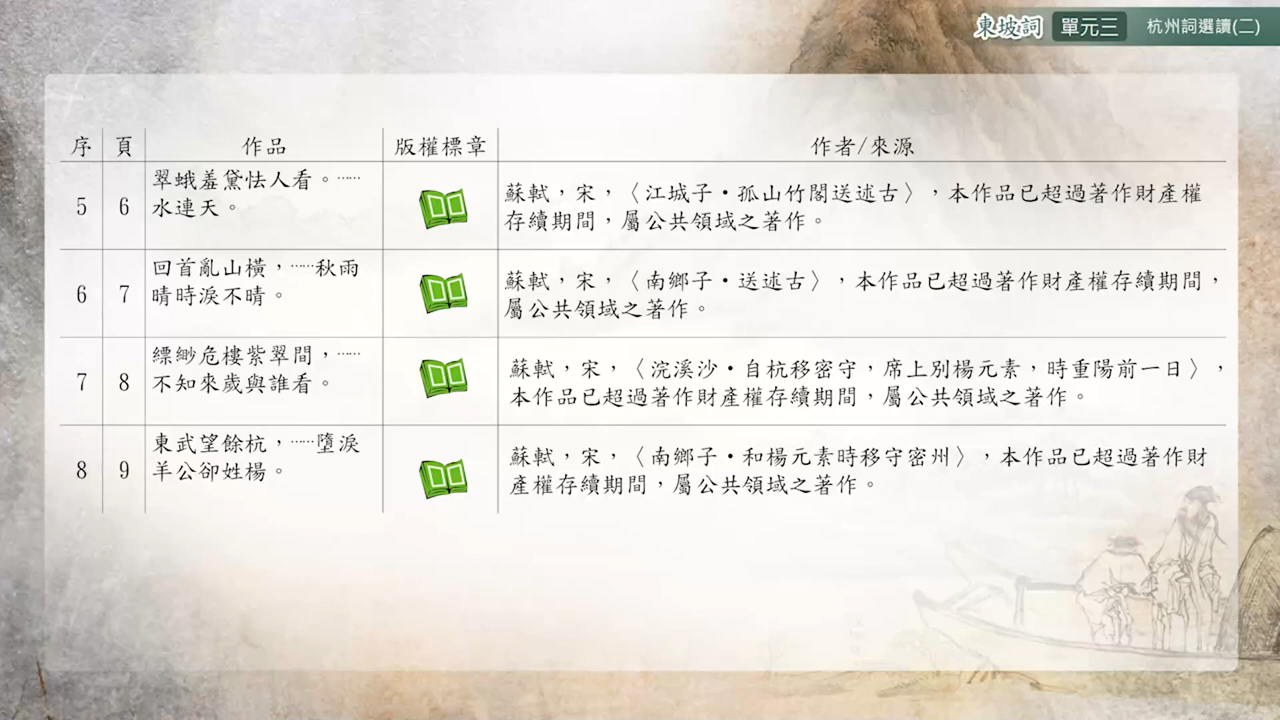 東坡詞 單元三 杭州詞選讀(二)
序 頁 作品 版權標章 作者/來源
5 6 翠蛾羞黛怯人看。……
水連天。
蘇軾，宋，〈江城子·孤山竹閣送述古〉，本作品已超過著作財產權
存續期間，屬公共領域之著作。
6 7 回首亂山橫，……秋雨
晴時淚不晴。
蘇軾，宋，〈南鄉子·送述古〉，本作品已超過著作財產權存續期間，
屬公共領域之著作。
7 8 縹緲危樓紫翠間，……
不知來歲與誰看。
蘇軾，宋，〈浣溪沙·自杭移密守，席上別楊元素，時重陽前一日〉，
本作品已超過著作財產權存續期間，屬公共領域之著作。
8 9 東武望餘杭，……墮淚
羊公卻姓楊。
蘇軾，宋，〈南鄉子·和楊元素時移守密州〉，本作品已超過著作財
產權存續期間，屬公共領域之著作。